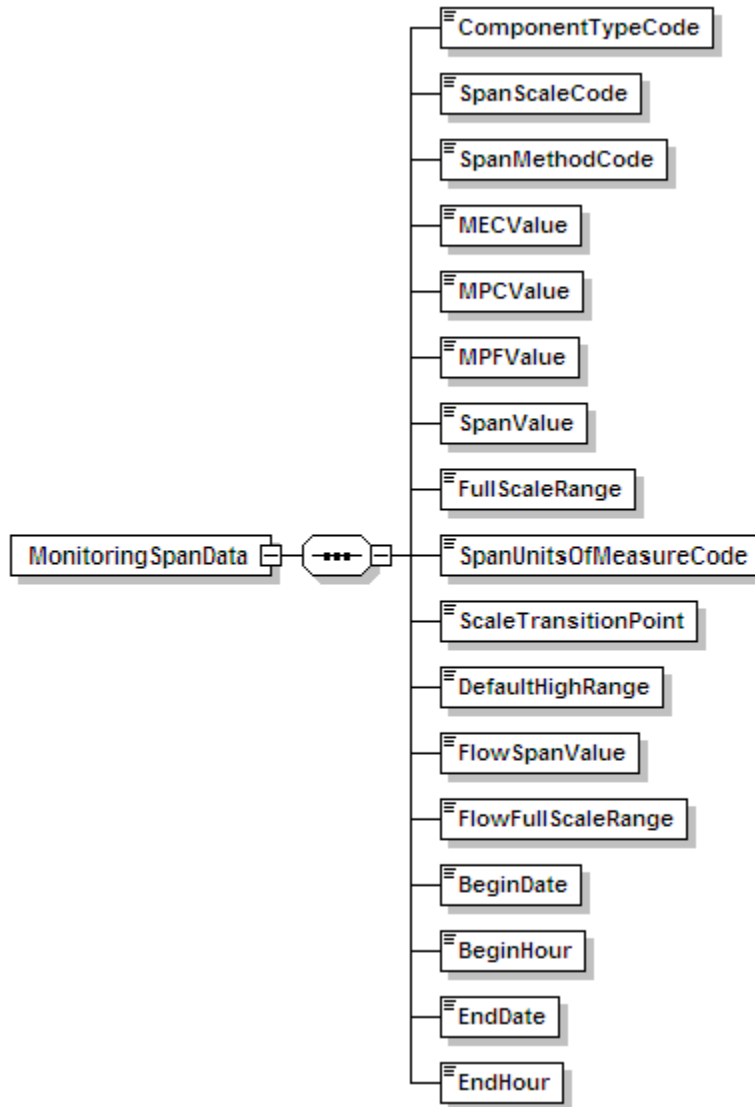 ComponentTypeCode
SpanScaleCode
SpanMethodCode
MECValue
MPCValue
MPFValue
SpanValue
FullScaleRange
MonitoringSpanData
SpanUnitsOfMeasureCode
ScaleTransitionPoint
DefaultHighRange
FlowSpanValue
FlowFullScaleRange
BeginDate
BeginHour
EndDate
EndHour